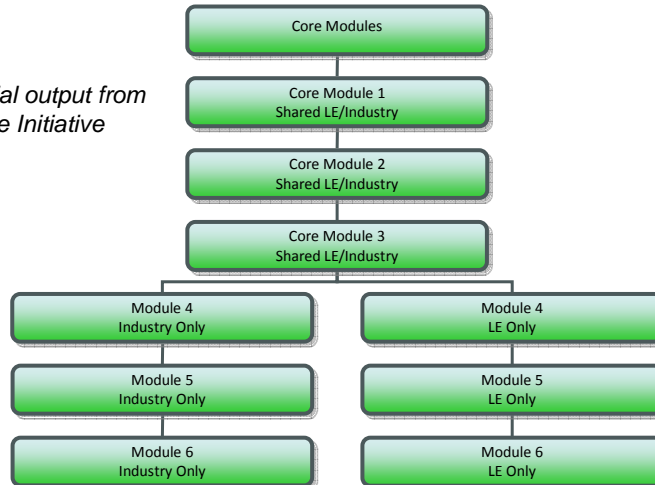 Core Modules
output from
Initiative
Core Module 1
Shared LE/Industry
Core Module 2
Shared LE/Industry
Core Module 3
Shared LE/Industry
Module 4
Industry Only
Module 4
LE Only
Module 5
Industry Only
Module 5
LE Only
Module 6
Industry Only
Module 6
LE Only